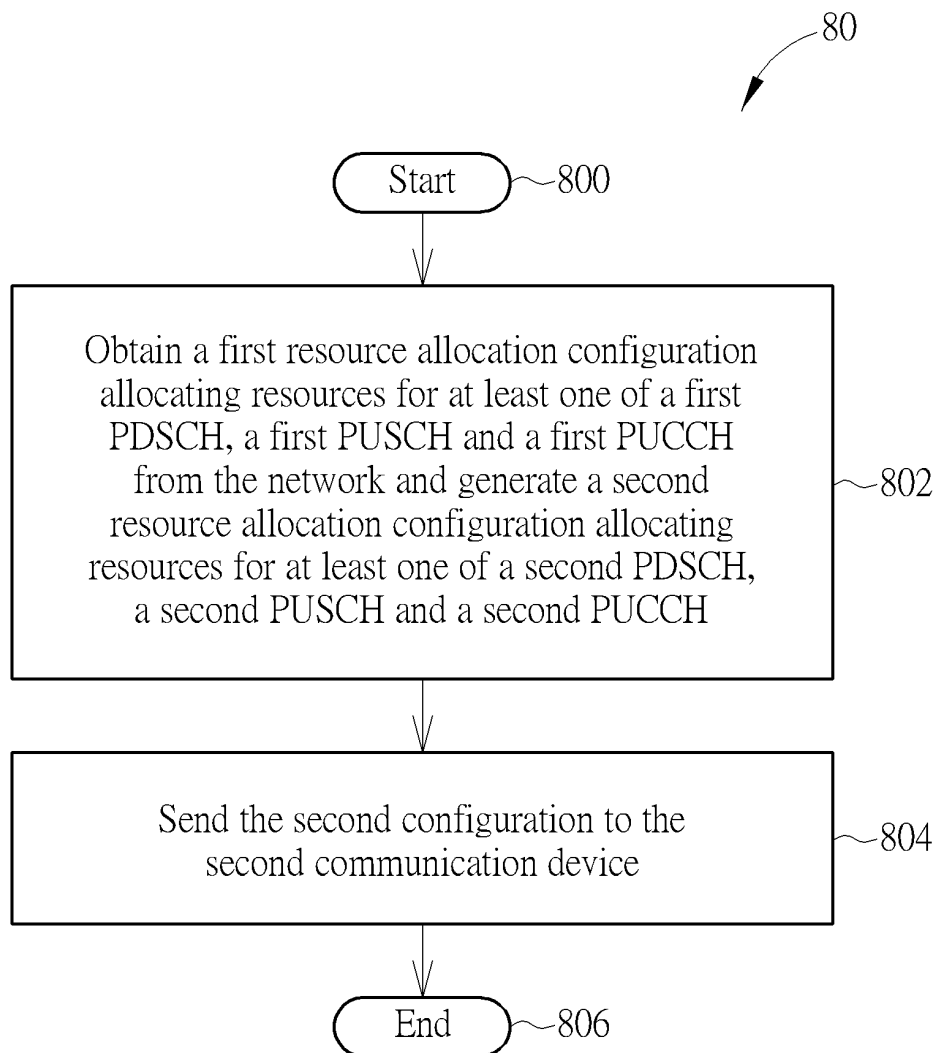 80
Start
800
Obtain a first resource allocation configuration
allocating resources for at least one of a first
PDSCH, a first PUSCH and a first PUCCH
from the network and generate a second
resource allocation configuration allocating
resources for at least one of a second PDSCH,
a second PUSCH and a second PUCCH
802
Send the second configuration to the
second communication device
804
End
806